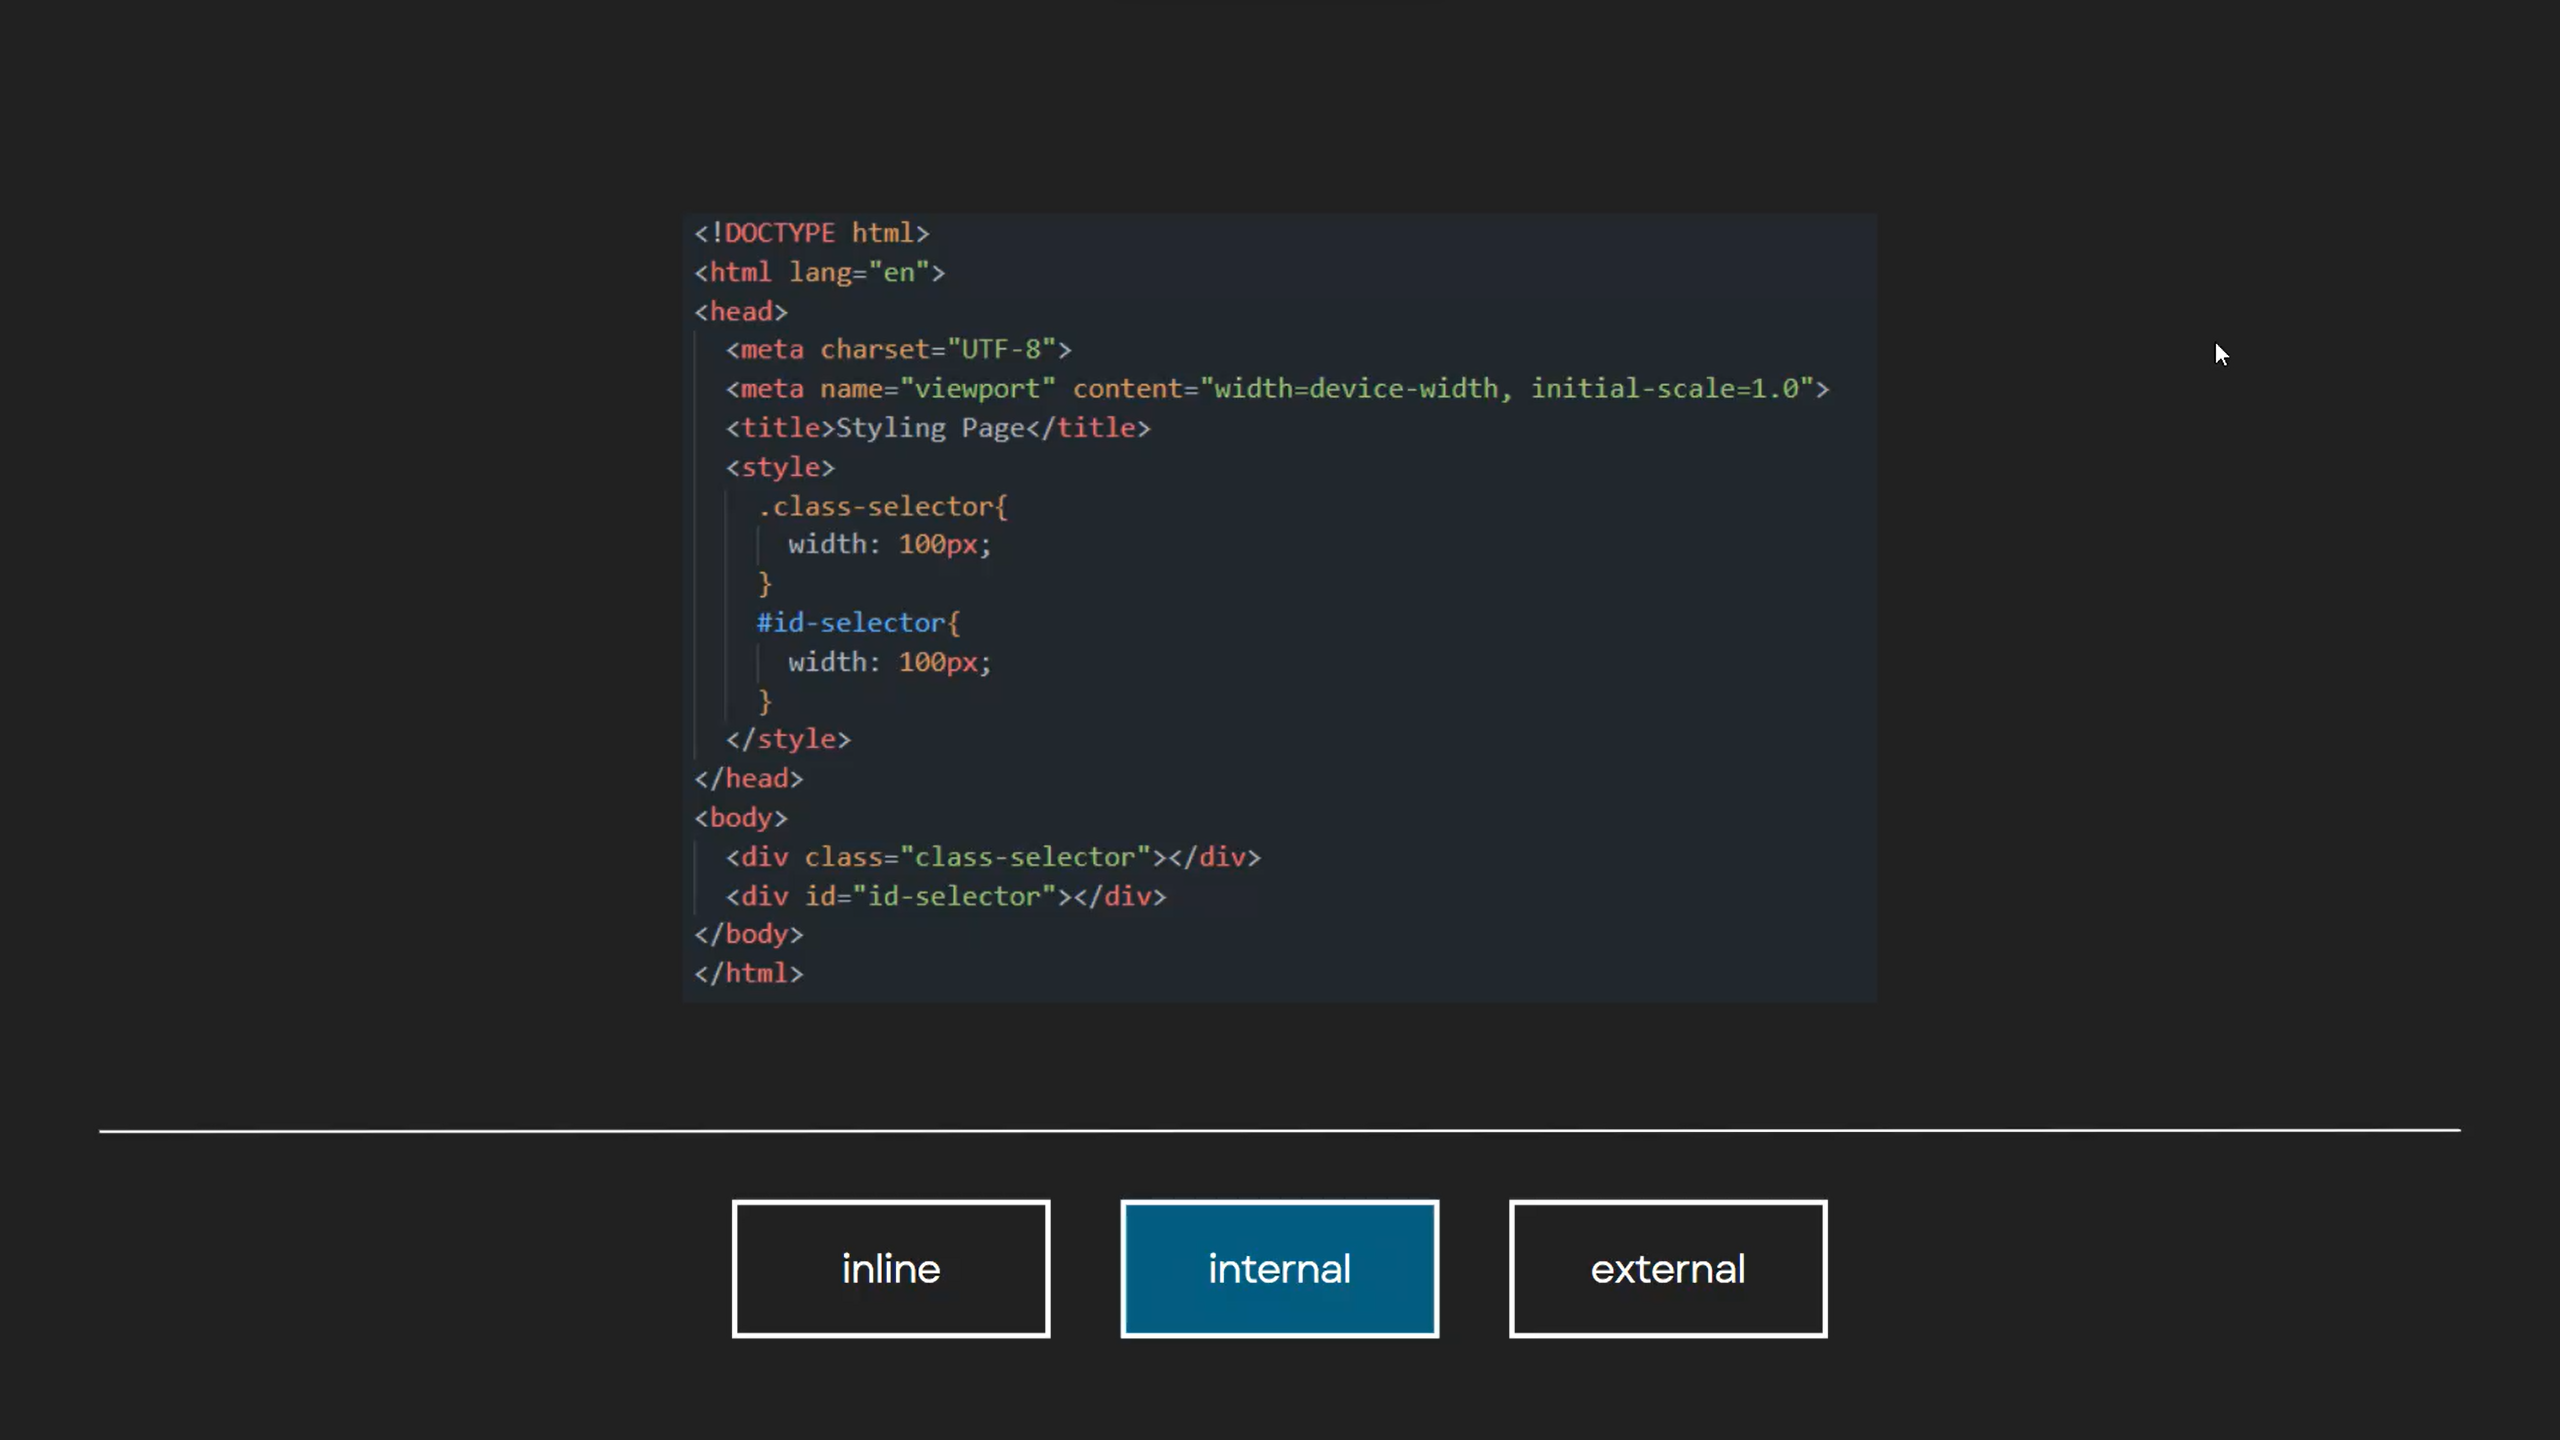 <!DOCTYPE html>
<html lang="en">
<head>
<meta charset="UTF-8">
<meta name="viewport" content="width=device-width, initial-scale=1.0">
<title>Styling Page</title>
<style>
.class-selector{
width: 100px;
}
#id-selector{
width: 100px;
}
</style>
</head>
<body>
<div class="class-selector"></div>
<div id="id-selector"></div>
</body>
</html>
inline
internal
external